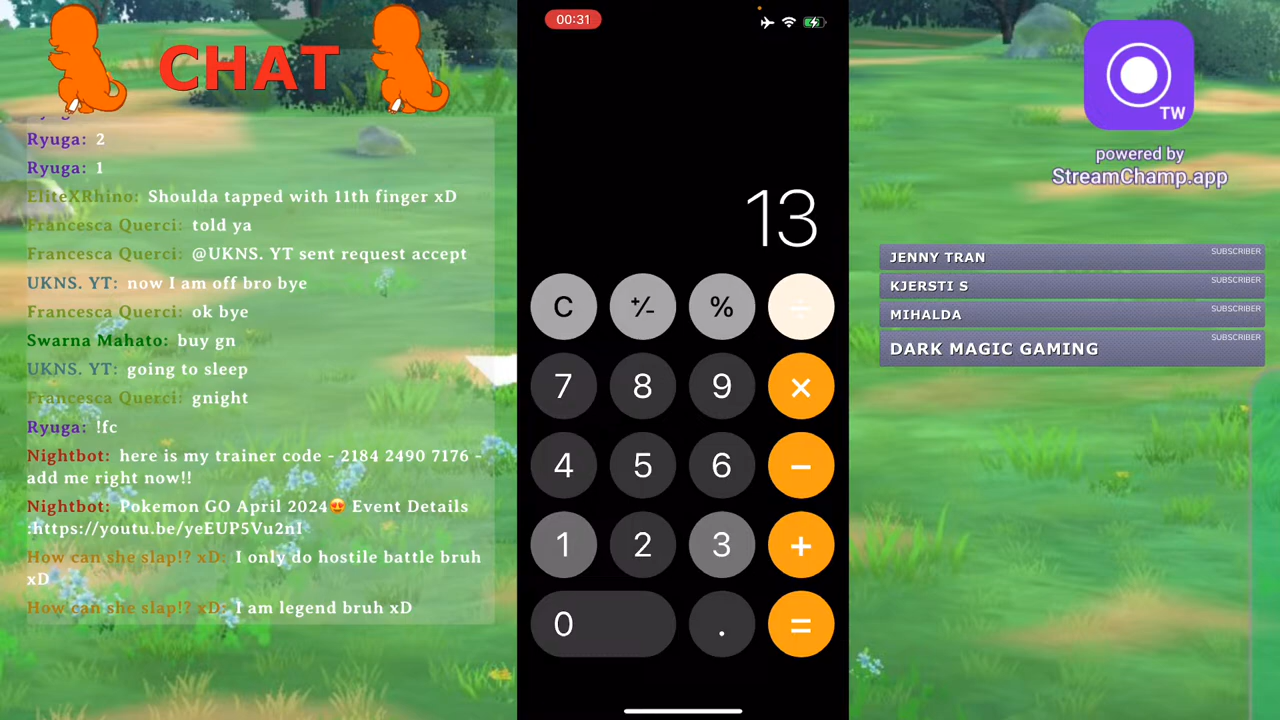 CHAT
Ryuga: 2
Ryuga: 1
EliteXRhino: Shoulda tapped with 11th finger xD
Francesca Querci: told ya
Francesca Querci: @UKNS. YT sent request accept
UKNS. YT: now I am off bro bye
Francesca Querci: ok bye
Swarna Mahato: buy gn
UKNS. YT: going to sleep
Francesca Querci: gnight
Ryuga: !fc
Nightbot: here is my trainer code - 2184 2490 7176 -
add me right now!!
Nightbot: Pokemon GO April 2024😍 Event Details
:https://youtu.be/yeEUP5Vu2nI
How can she slap!? xD: I only do hostile battle bruh
xD
How can she slap!? xD: I am legend bruh xD
00:31
13
C +/- % ÷
7 8 9 ×
4 5 6 −
1 2 3 +
0 . =
TW
powered by
StreamChamp.app
JENNY TRAN SUBSCRIBER
KJERSTI S SUBSCRIBER
MIHALDA SUBSCRIBER
DARK MAGIC GAMING SUBSCRIBER